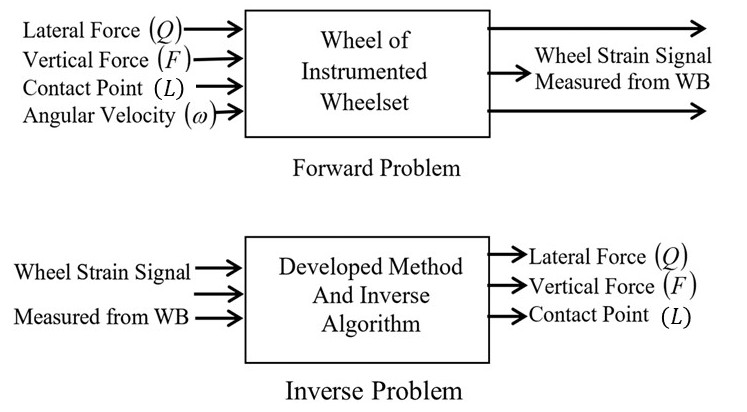 Lateral Force (Q)
Vertical Force (F)
Contact Point (L)
Angular Velocity (ω)
Wheel of
Instrumented
Wheelset
Wheel Strain Signal
Measured from WB
Forward Problem
Wheel Strain Signal
Measured from WB
Developed Method
And Inverse
Algorithm
Lateral Force (Q)
Vertical Force (F)
Contact Point (L)
Inverse Problem